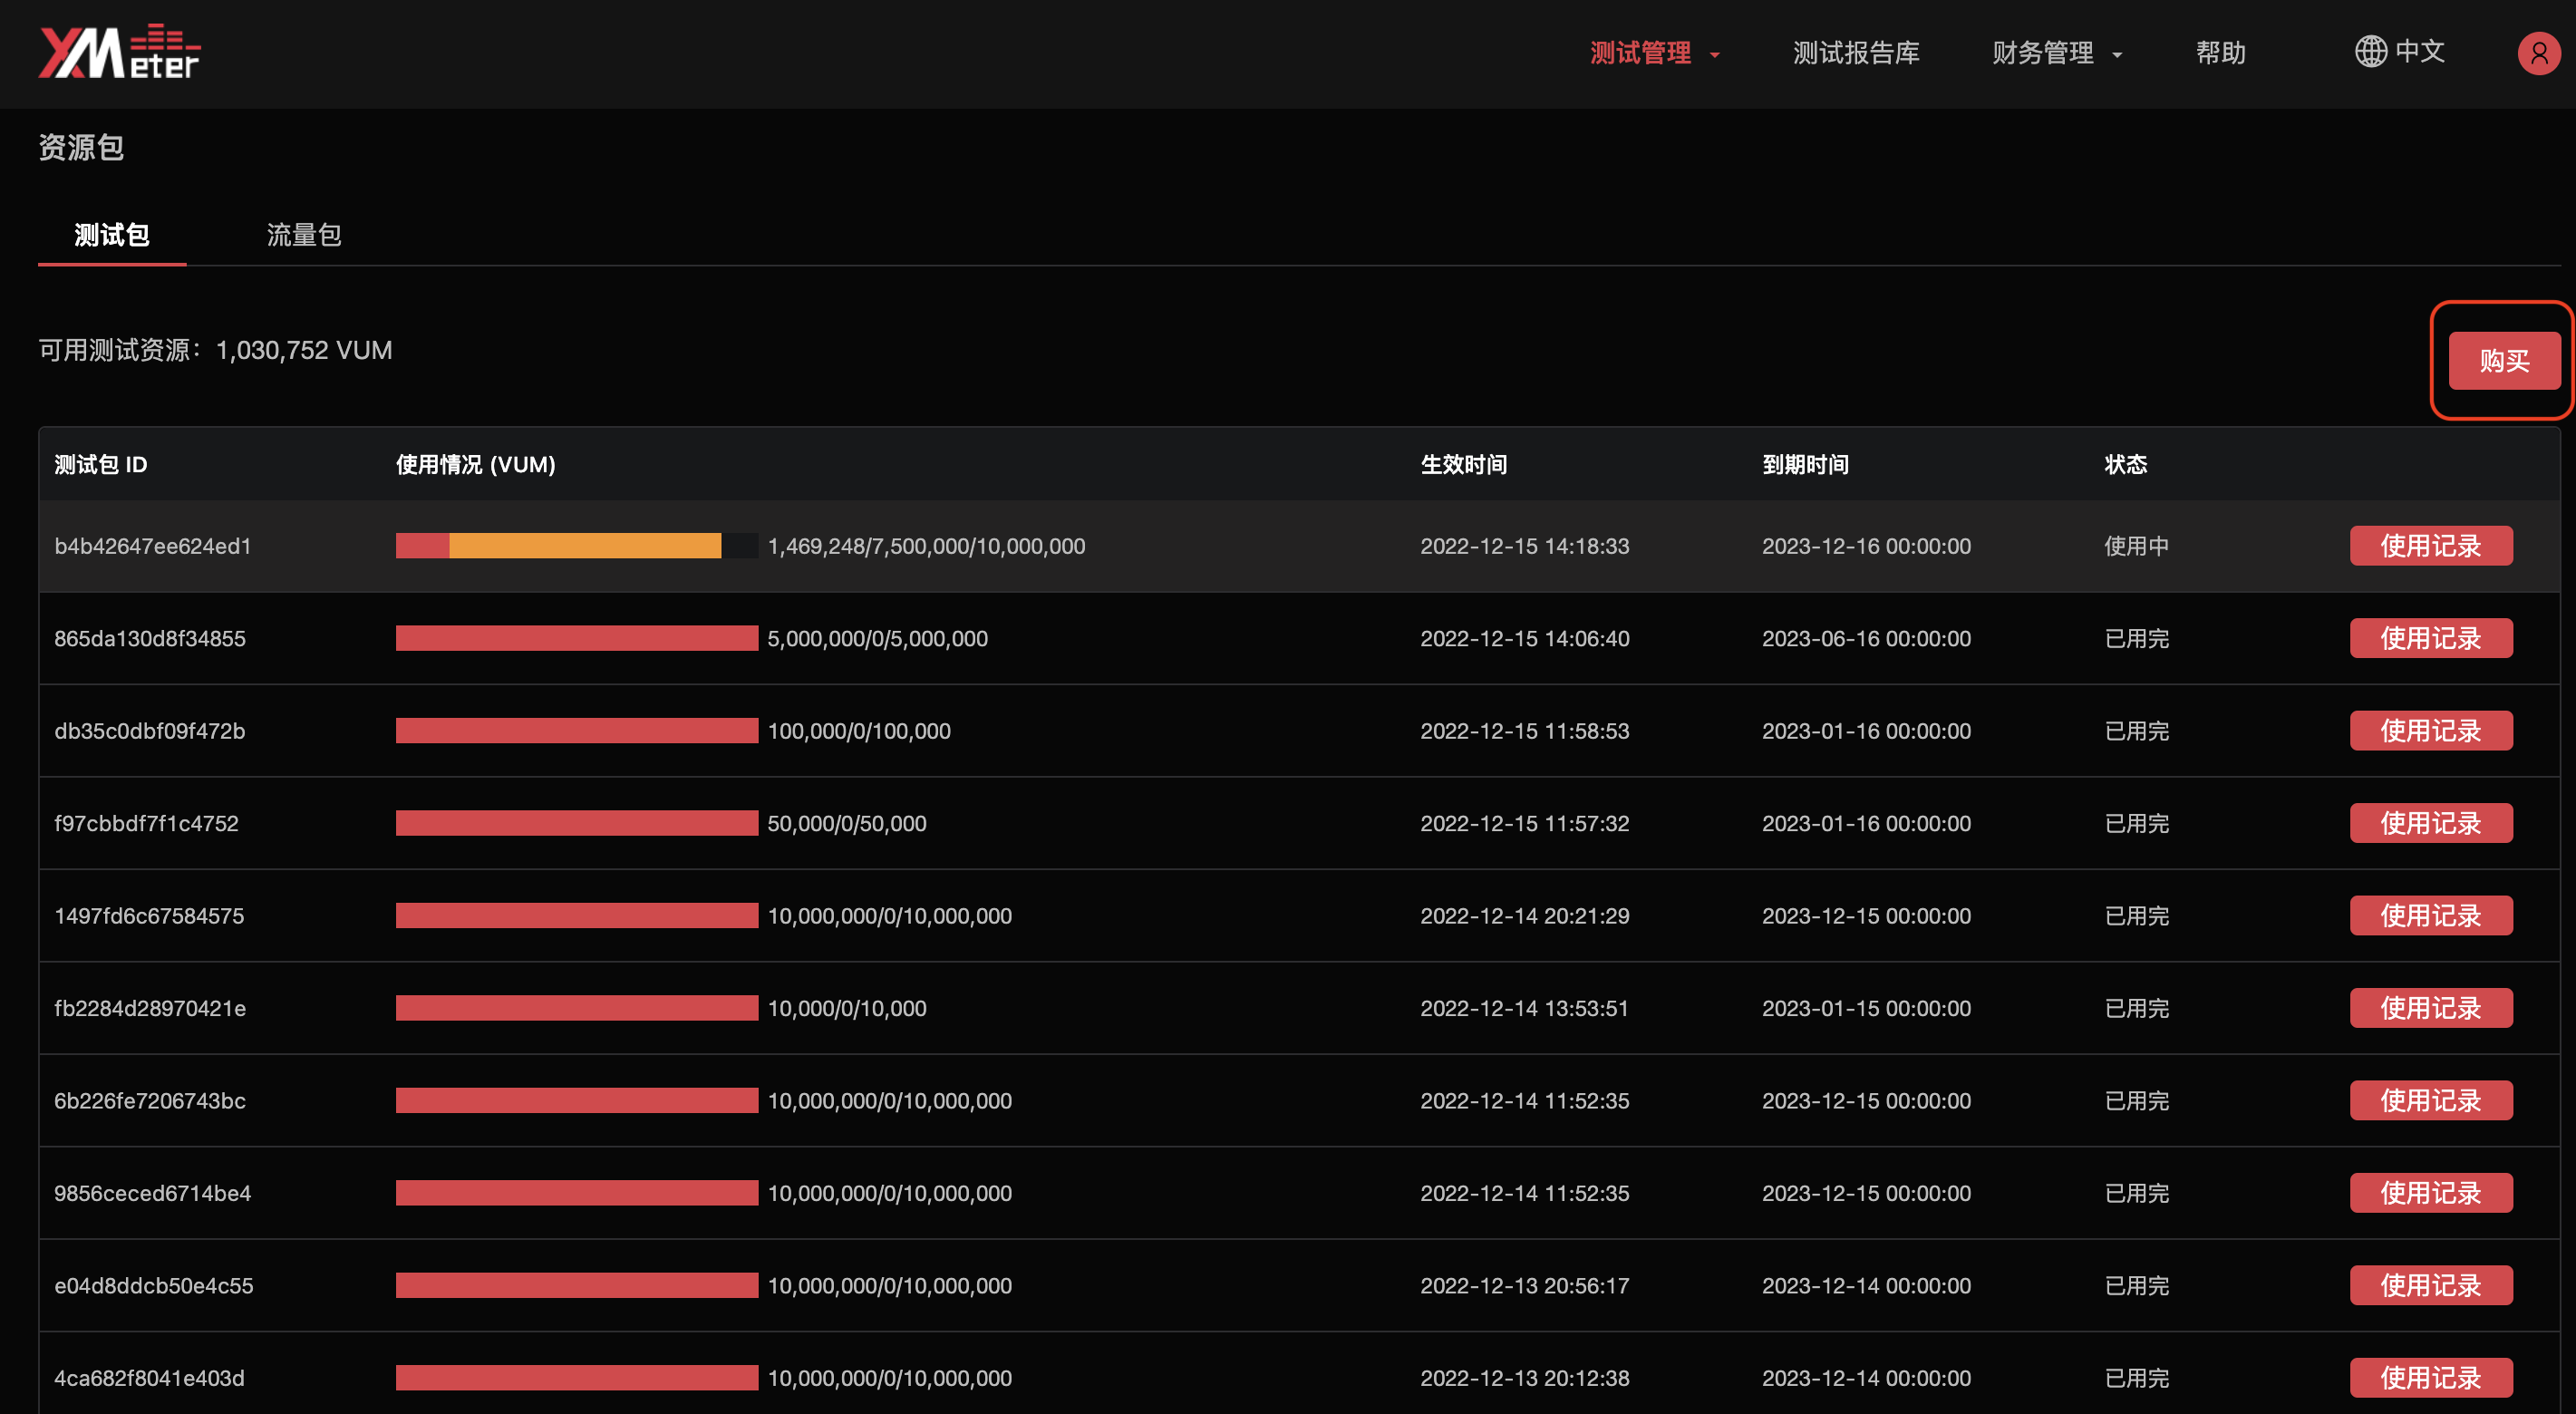 XMeter
测试管理 测试报告库 财务管理 帮助 中文
资源包
测试包 流量包
可用测试资源：1,030,752 VUM
购买
测试包 ID 使用情况 (VUM) 生效时间 到期时间 状态
b4b42647ee624ed1 1,469,248/7,500,000/10,000,000 2022-12-15 14:18:33 2023-12-16 00:00:00 使用中 使用记录
865da130d8f34855 5,000,000/0/5,000,000 2022-12-15 14:06:40 2023-06-16 00:00:00 已用完 使用记录
db35c0dbf09f472b 100,000/0/100,000 2022-12-15 11:58:53 2023-01-16 00:00:00 已用完 使用记录
f97cbbdf7f1c4752 50,000/0/50,000 2022-12-15 11:57:32 2023-01-16 00:00:00 已用完 使用记录
1497fd6c67584575 10,000,000/0/10,000,000 2022-12-14 20:21:29 2023-12-15 00:00:00 已用完 使用记录
fb2284d28970421e 10,000/0/10,000 2022-12-14 13:53:51 2023-01-15 00:00:00 已用完 使用记录
6b226fe7206743bc 10,000,000/0/10,000,000 2022-12-14 11:52:35 2023-12-15 00:00:00 已用完 使用记录
9856ceced6714be4 10,000,000/0/10,000,000 2022-12-14 11:52:35 2023-12-15 00:00:00 已用完 使用记录
e04d8ddcb50e4c55 10,000,000/0/10,000,000 2022-12-13 20:56:17 2023-12-14 00:00:00 已用完 使用记录
4ca682f8041e403d 10,000,000/0/10,000,000 2022-12-13 20:12:38 2023-12-14 00:00:00 已用完 使用记录